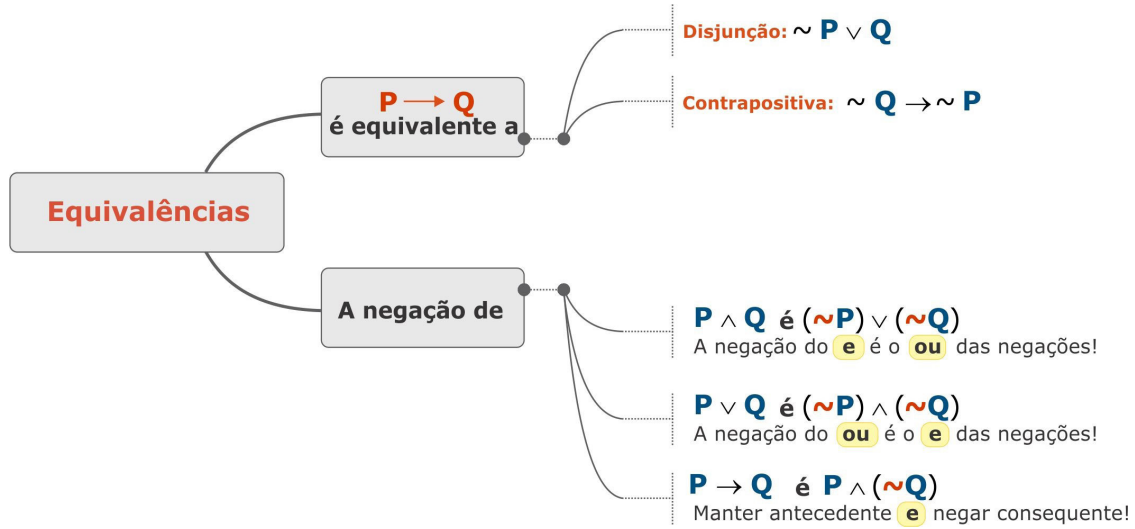 Equivalências
P → Q
é equivalente a
Disjunção: ~ P ∨ Q
Contrapositiva: ~ Q → ~ P
A negação de
P ∧ Q é (~P) ∨ (~Q)
A negação do e é o ou das negações!
P ∨ Q é (~P) ∧ (~Q)
A negação do ou é o e das negações!
P → Q é P ∧ (~Q)
Manter antecedente e negar consequente!